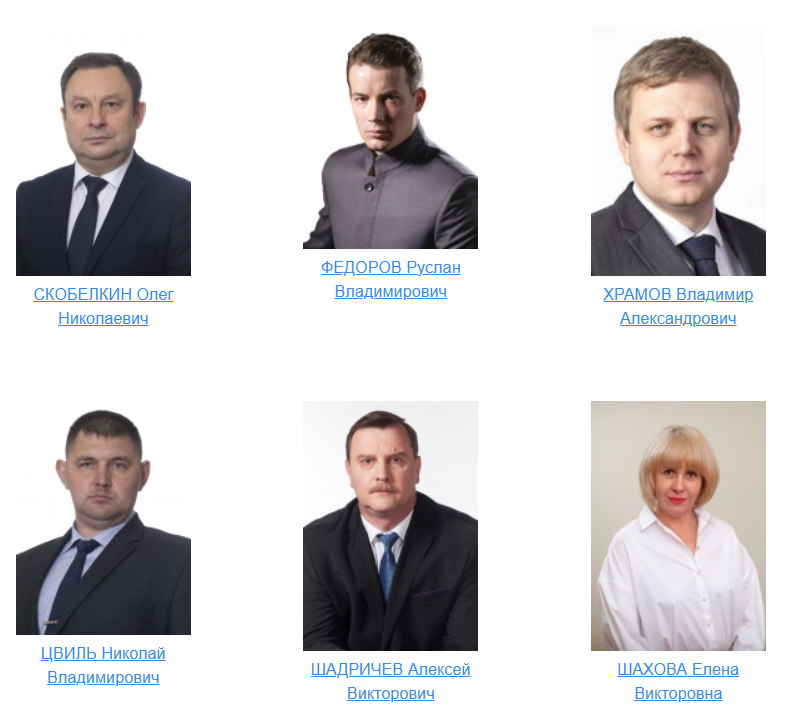 СКОБЕЛКИН Олег
Николаевич
ФЕДОРОВ Руслан
Владимирович
ХРАМОВ Владимир
Александрович
ЦВИЛЬ Николай
Владимирович
ШАДРИЧЕВ Алексей
Викторович
ШАХОВА Елена
Викторовна